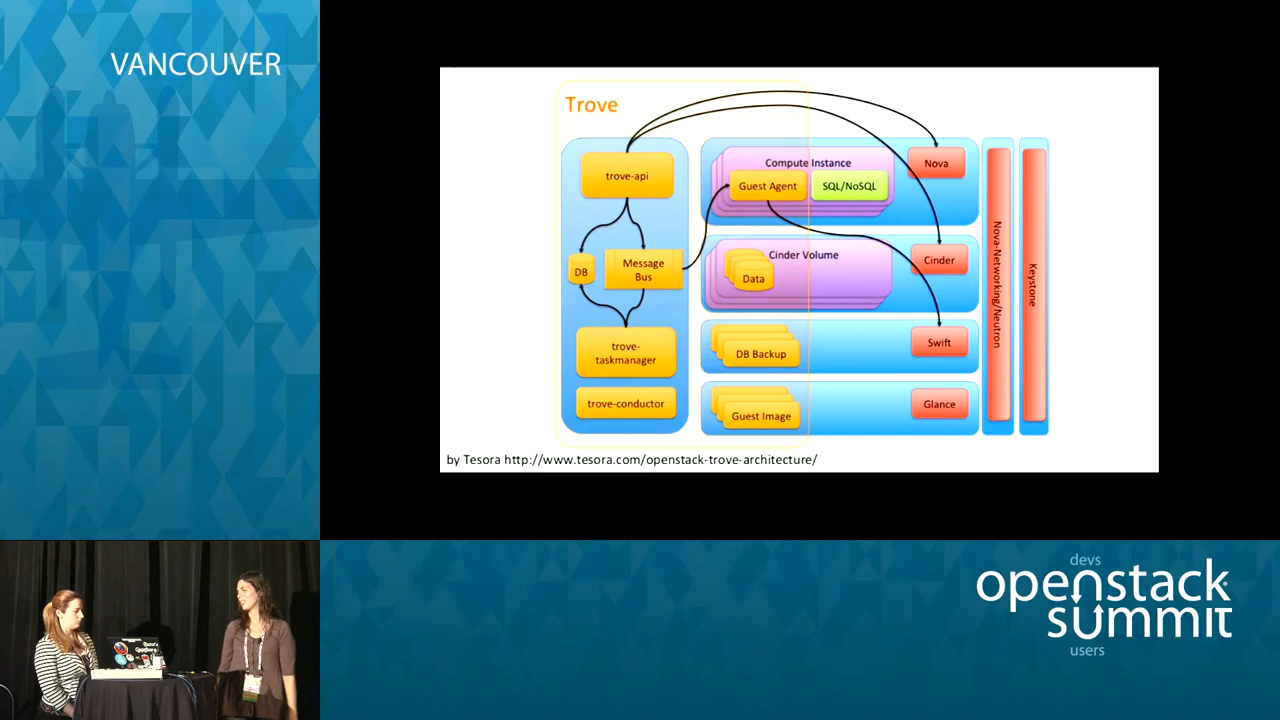 VANCOUVER
Trove
trove-api
DB
Message
Bus
trove-
taskmanager
trove-conductor
Compute Instance
Guest Agent
SQL/NoSQL
Nova
Cinder Volume
Data
Cinder
DB Backup
Swift
Guest Image
Glance
Nova-Networking/Neutron
Keystone
by Tesora http://www.tesora.com/openstack-trove-architecture/
devs
openstack
summit
users